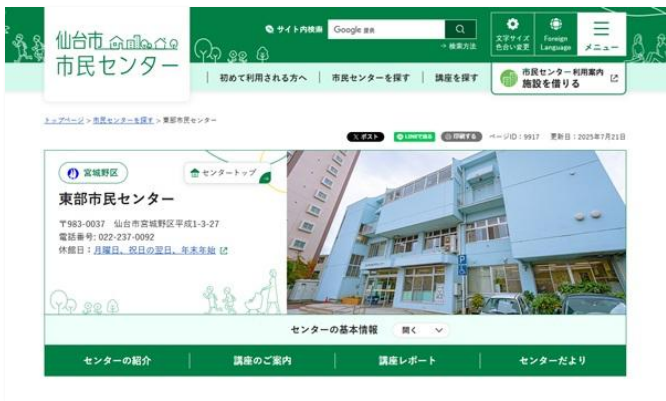 仙台市
市民センター
サイト内検索
Google 提供
→ 検索方法
文字サイズ
色合い変更
Foreign
Language
メニュー
初めて利用される方へ
市民センターを探す
講座を探す
市民センター利用案内
施設を借りる
トップページ > 市民センターを探す > 東部市民センター
X ポスト
LINEで送る
印刷する
ページID：9917
更新日：2025年7月21日
宮城野区
センタートップ
東部市民センター
〒983-0037 仙台市宮城野区平成1-3-27
電話番号: 022-237-0092
休館日：月曜日、祝日の翌日、年末年始
センターの基本情報
開く
センターの紹介
講座のご案内
講座レポート
センターだより